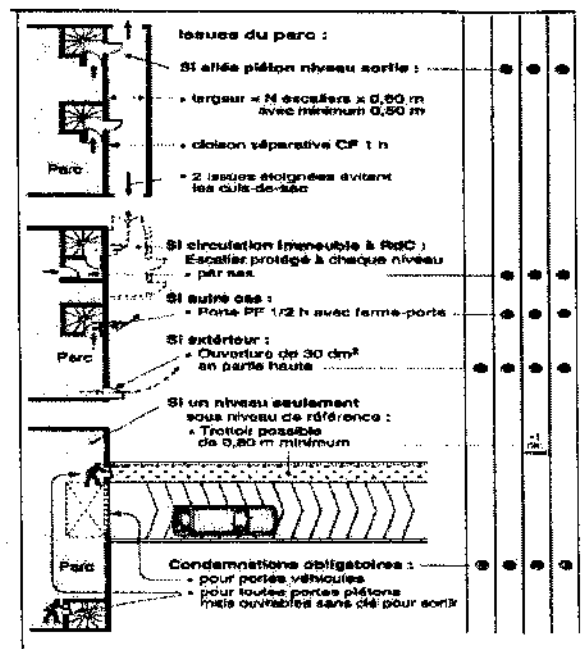 Issues du parc :
Si allée piéton niveau sortie :
• largeur = N escaliers x 0,60 m
avec minimum 0,80 m
• cloison séparative CF 1 h
Parc
• 2 issues éloignées évitant
les culs-de-sac
Si circulation immeuble à RdC :
Escalier protégé à chaque niveau
• par sas
Si autre cas :
• Porte PF 1/2 h avec ferme-porte
Si extérieur :
Parc
• Ouverture de 30 dm²
en partie haute
Si un niveau seulement
sous niveau de référence :
• Trottoir possible
de 0,80 m minimum
Parc
Condamnations obligatoires :
• pour portes véhicules
• pour toutes portes piétons
mais ouvrables sans clé pour sortir